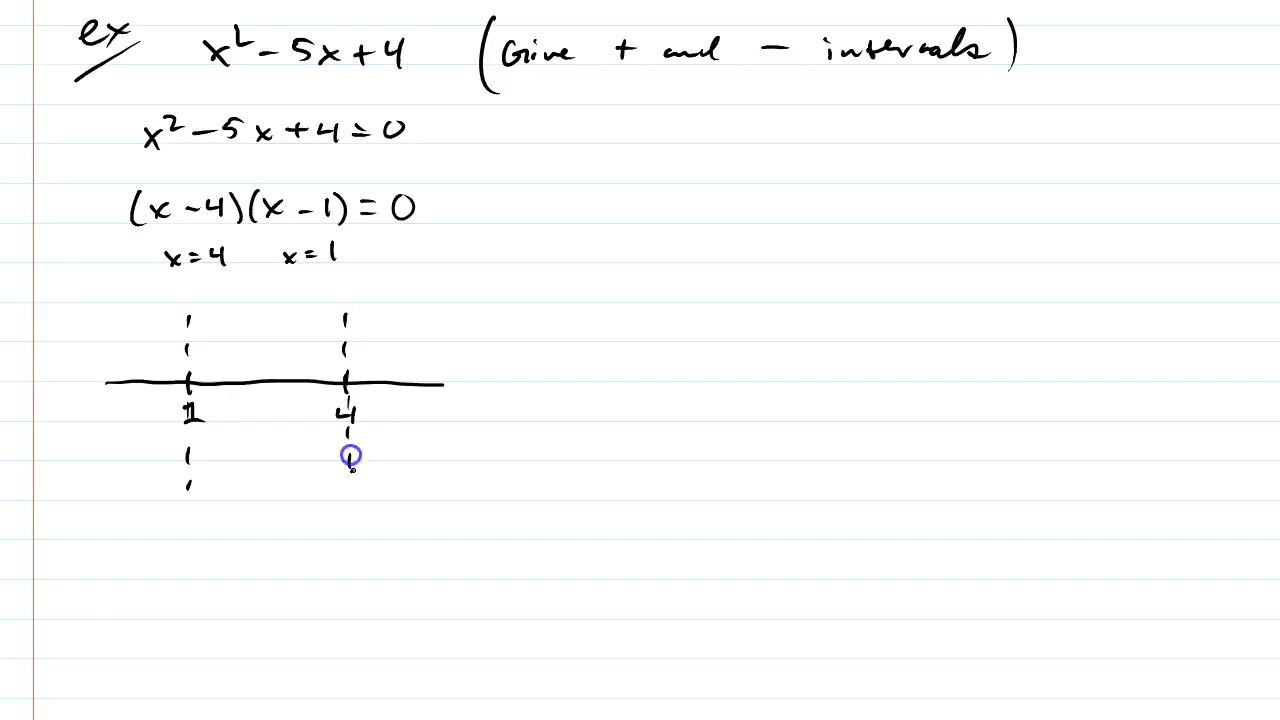 ex x² - 5x + 4 (Give + and - intervals)
x² - 5x + 4 = 0
(x - 4)(x - 1) = 0
x = 4 x = 1
1 4